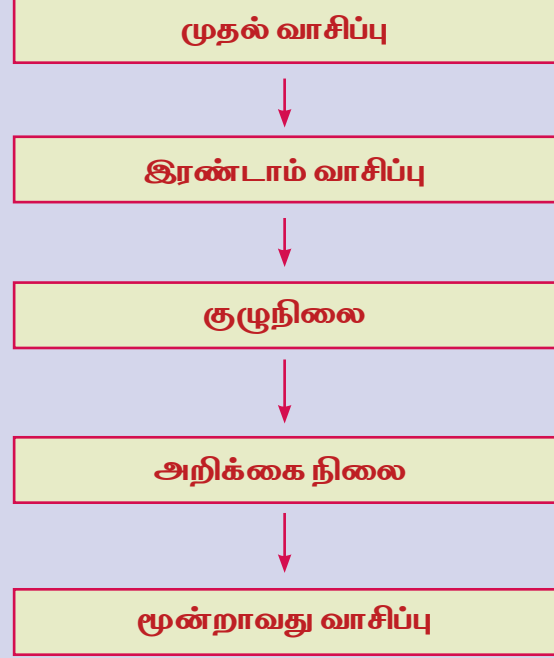 முதல் வாசிப்பு
இரண்டாம் வாசிப்பு
குழுநிலை
அறிக்கை நிலை
மூன்றாவது வாசிப்பு